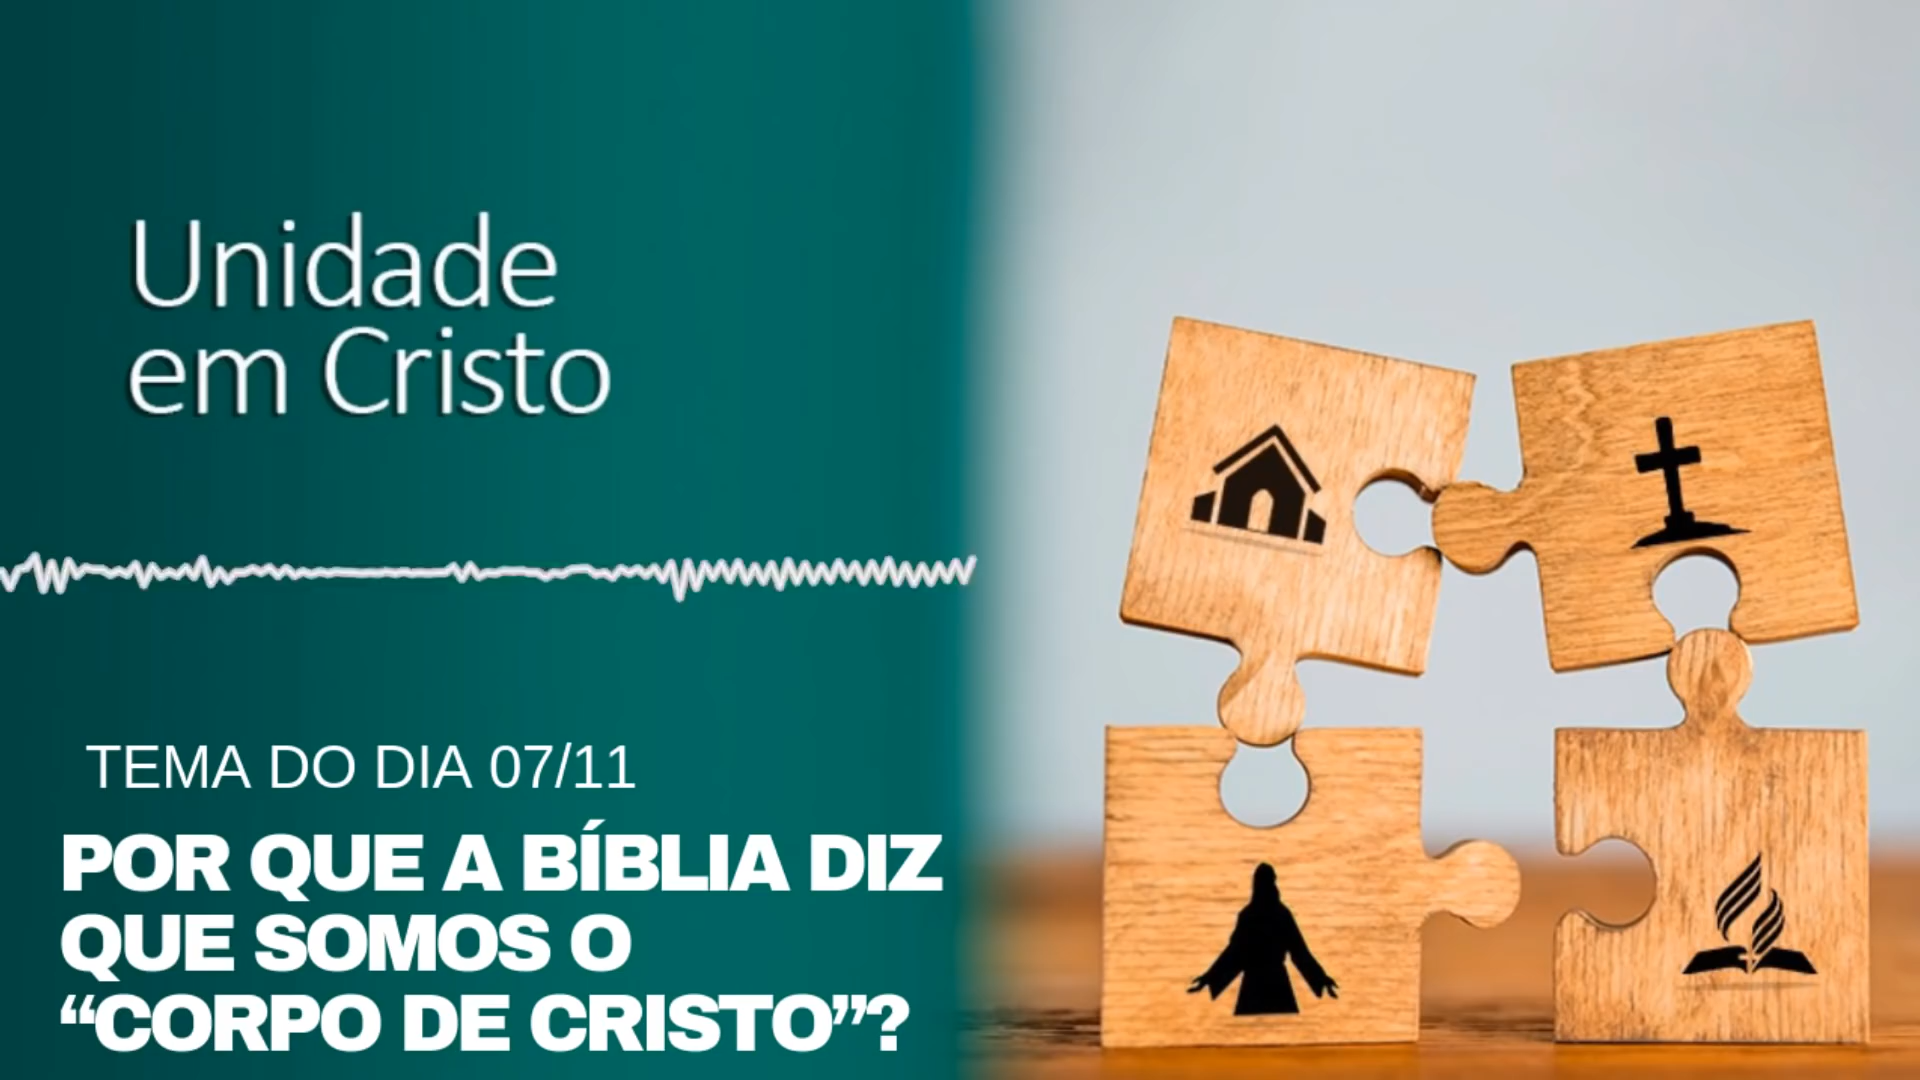 Unidade
em Cristo
TEMA DO DIA 07/11
POR QUE A BÍBLIA DIZ
QUE SOMOS O
“CORPO DE CRISTO”?